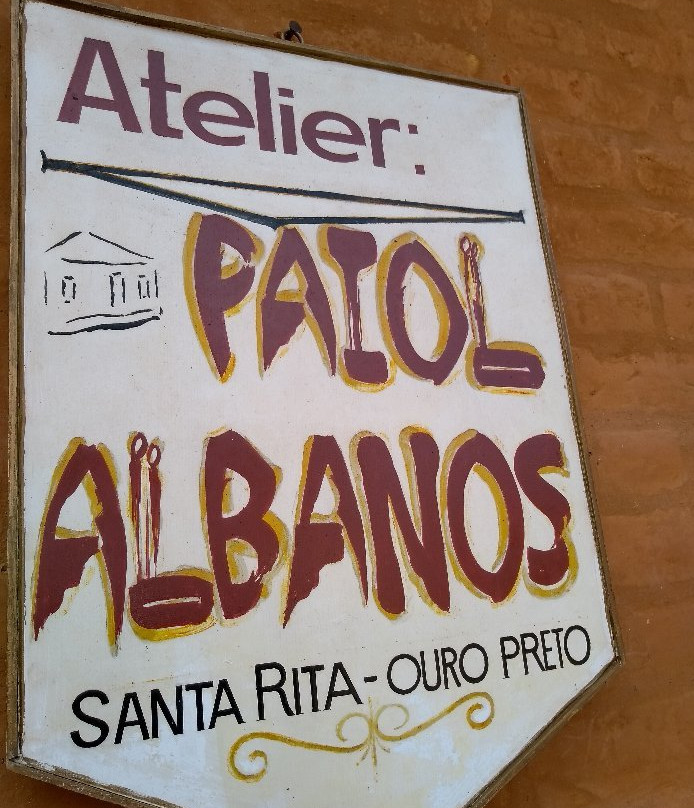 Atelier:
PAIOL
ALBANOS
SANTA RITA - OURO PRETO